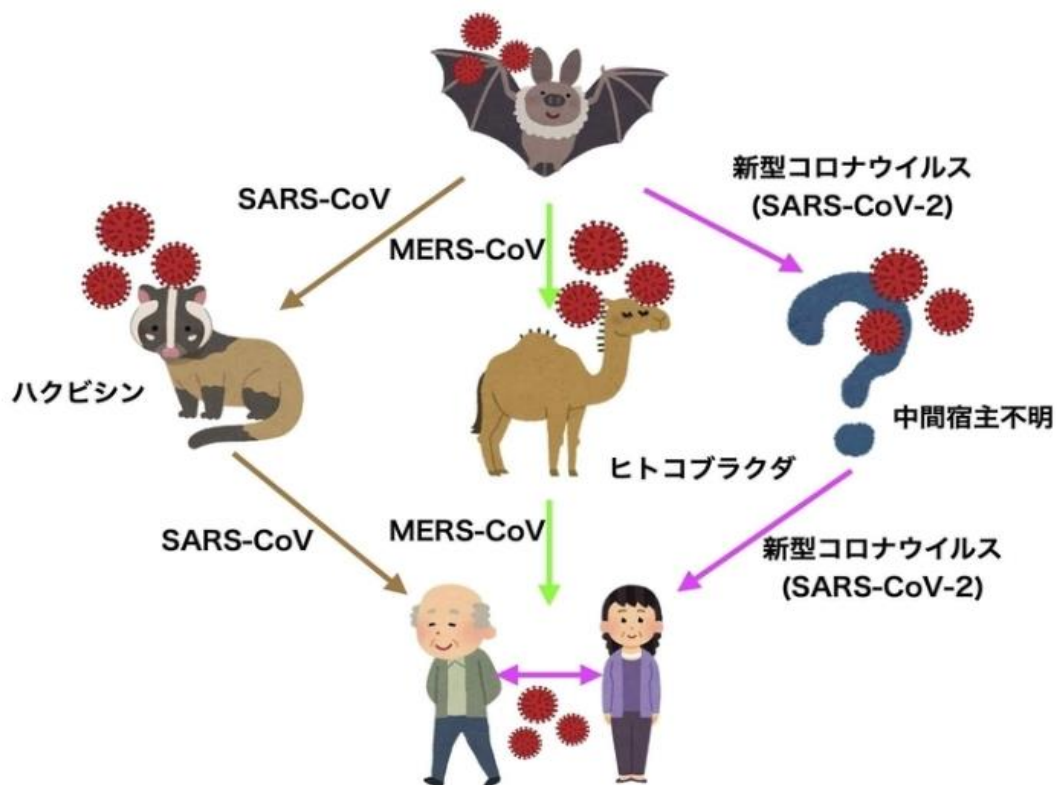 新型コロナウイルス
(SARS-CoV-2)
SARS-CoV
MERS-CoV
ハクビシン
中間宿主不明
ヒトコブラクダ
SARS-CoV
MERS-CoV
新型コロナウイルス
(SARS-CoV-2)